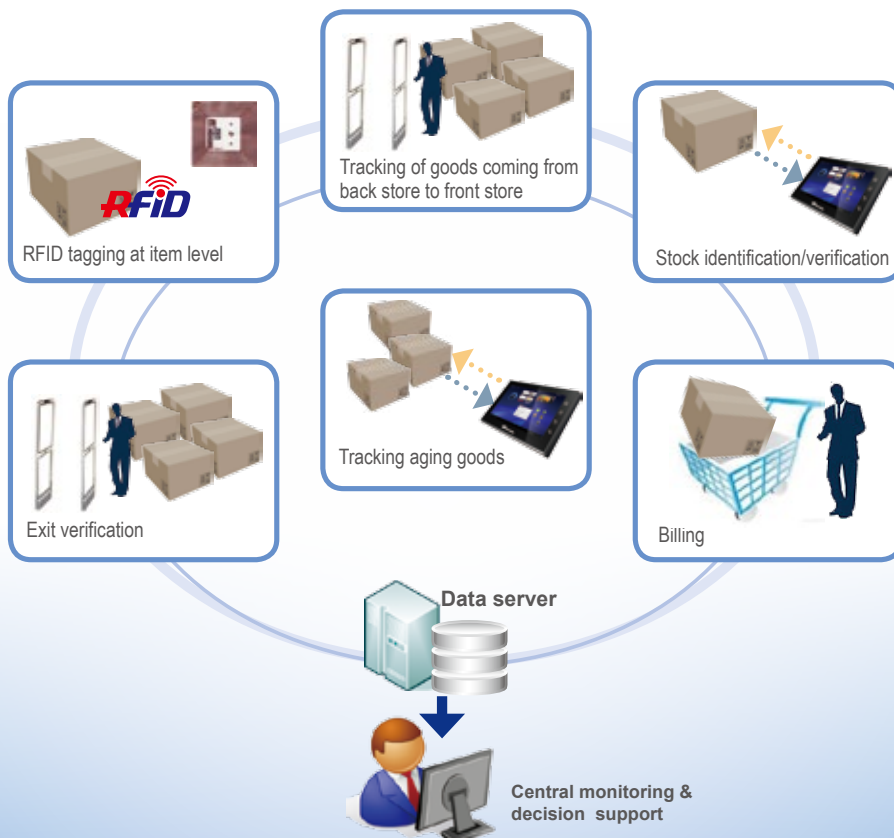 Tracking of goods coming from
back store to front store
RFID
RFID tagging at item level
Stock identification/verification
Tracking aging goods
Exit verification
Billing
Data server
Central monitoring &
decision support